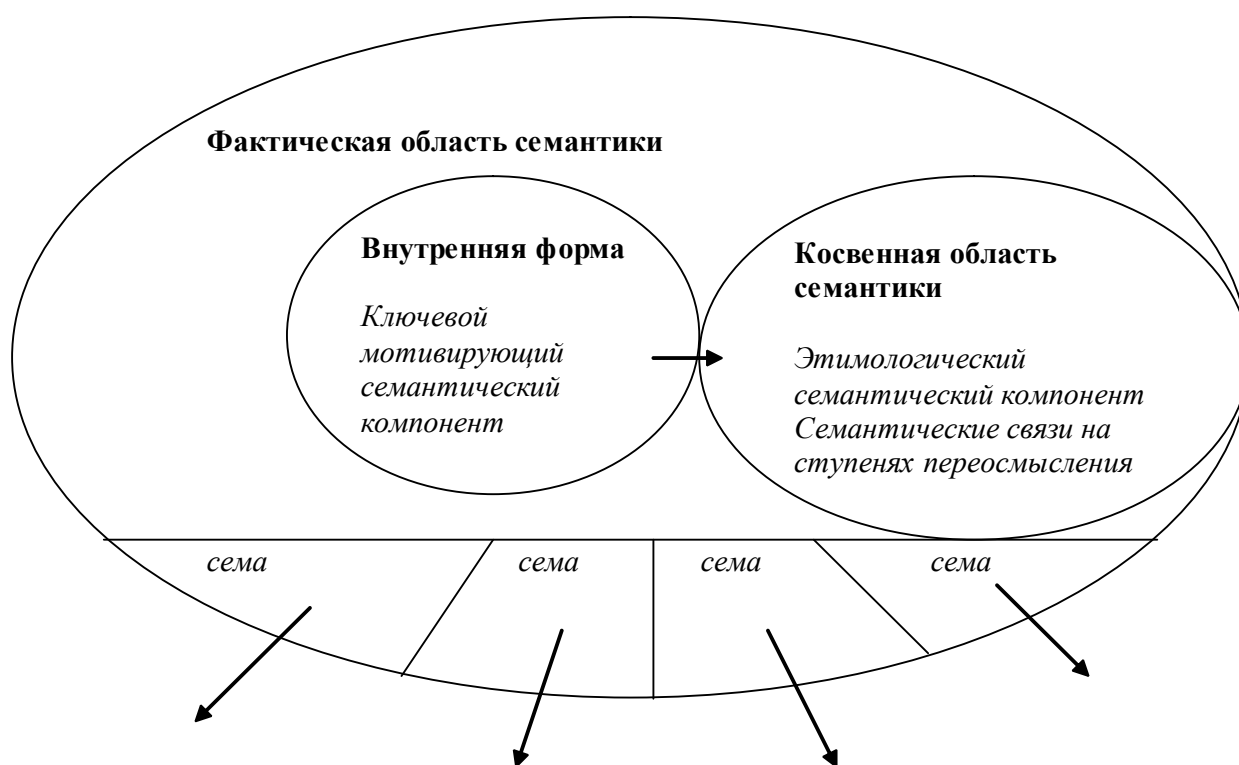 Фактическая область семантики
Внутренняя форма
Ключевой
мотивирующий
семантический
компонент
Косвенная область
семантики
Этимологический
семантический компонент
Семантические связи на
ступенях переосмысления
сема
сема
сема
сема